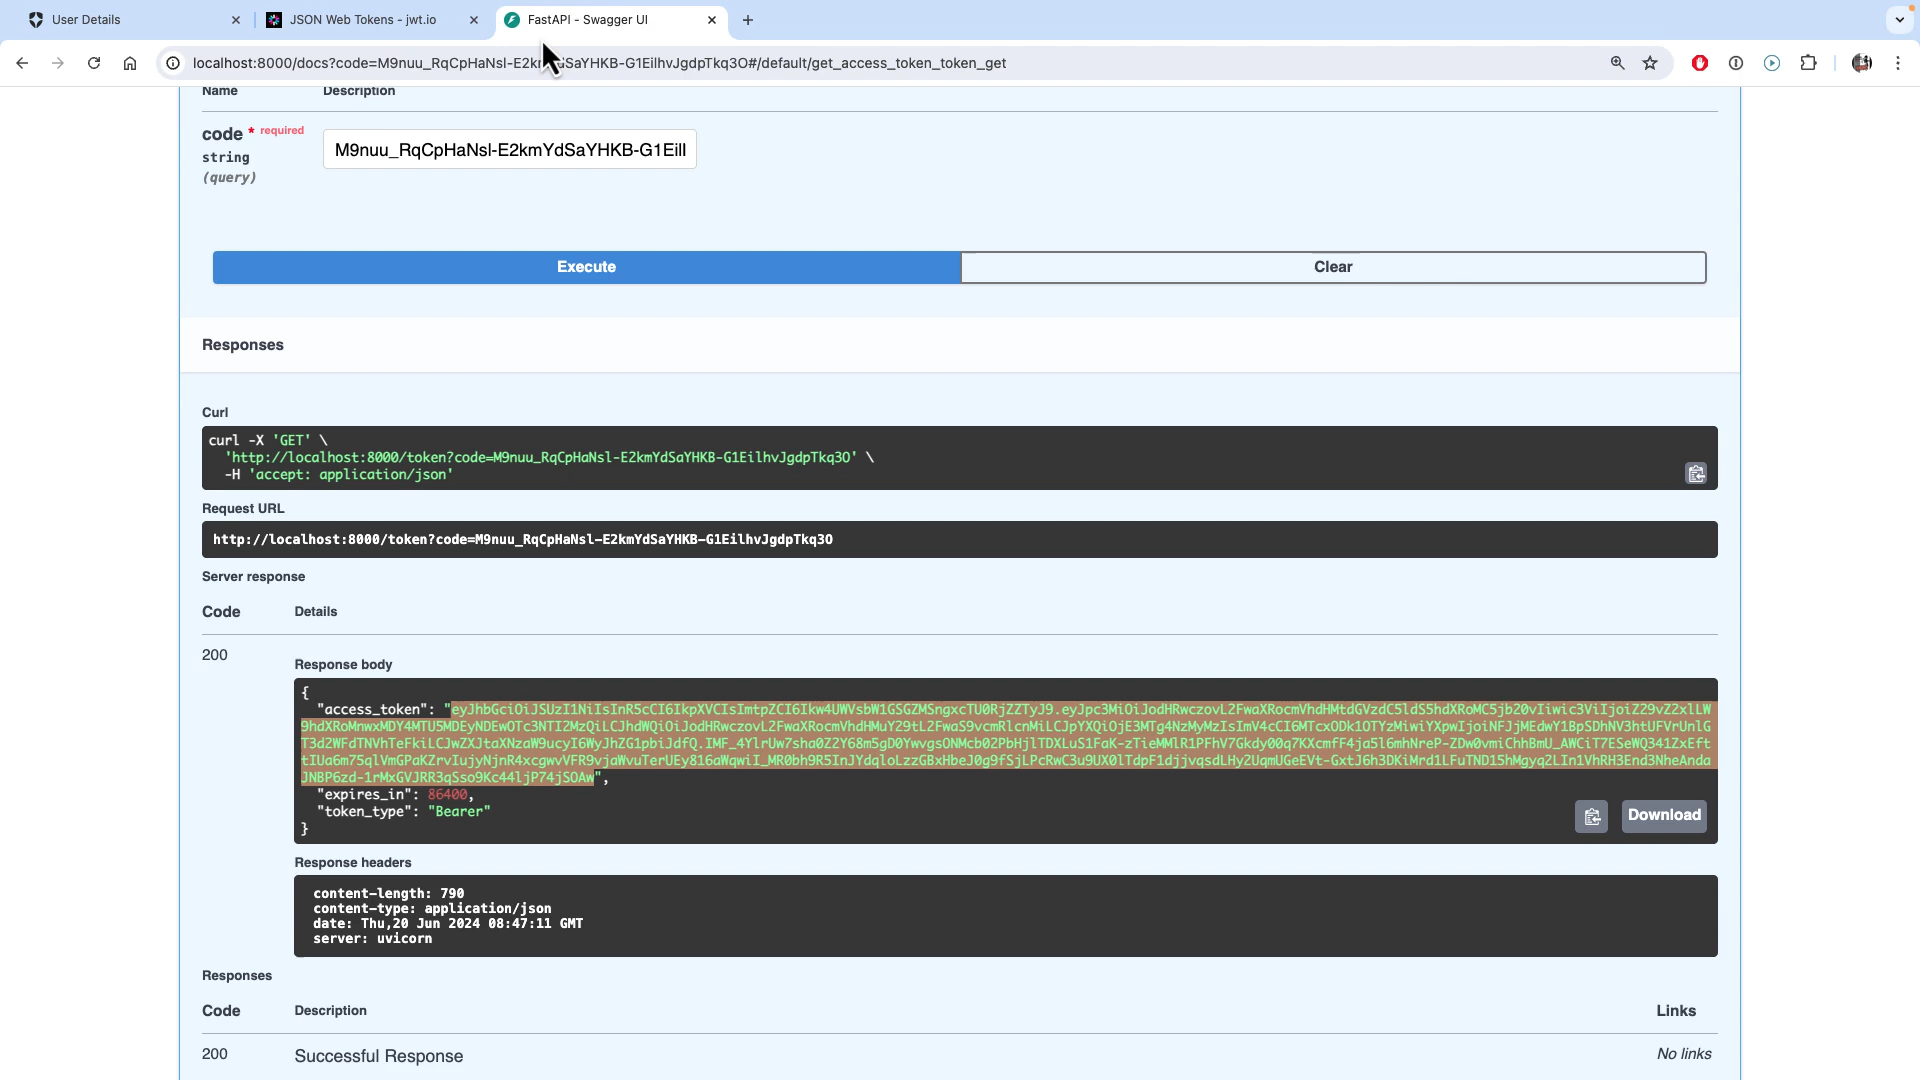 User Details
JSON Web Tokens - jwt.io
FastAPI - Swagger UI
localhost:8000/docs?code=M9nuu_RqCpHaNsl-E2km SaYHKB-G1EilhvJgdpTkq3O#/default/get_access_token_token_get
Name Description
code * required
string
(query)
M9nuu_RqCpHaNsl-E2kmYdSaYHKB-G1Eil
Execute Clear
Responses
Curl
curl -X 'GET' \
'http://localhost:8000/token?code=M9nuu_RqCpHaNsl-E2kmYdSaYHKB-G1EilhvJgdpTkq3O' \
-H 'accept: application/json'
Request URL
http://localhost:8000/token?code=M9nuu_RqCpHaNsl-E2kmYdSaYHKB-G1EilhvJgdpTkq3O
Server response
Code Details
200
Response body
{
"access_token": "
",
"expires_in": 86400,
"token_type": "Bearer"
}
Download
Response headers
content-length: 790
content-type: application/json
date: Thu,20 Jun 2024 08:47:11 GMT
server: uvicorn
Responses
Code Description Links
200 Successful Response No links